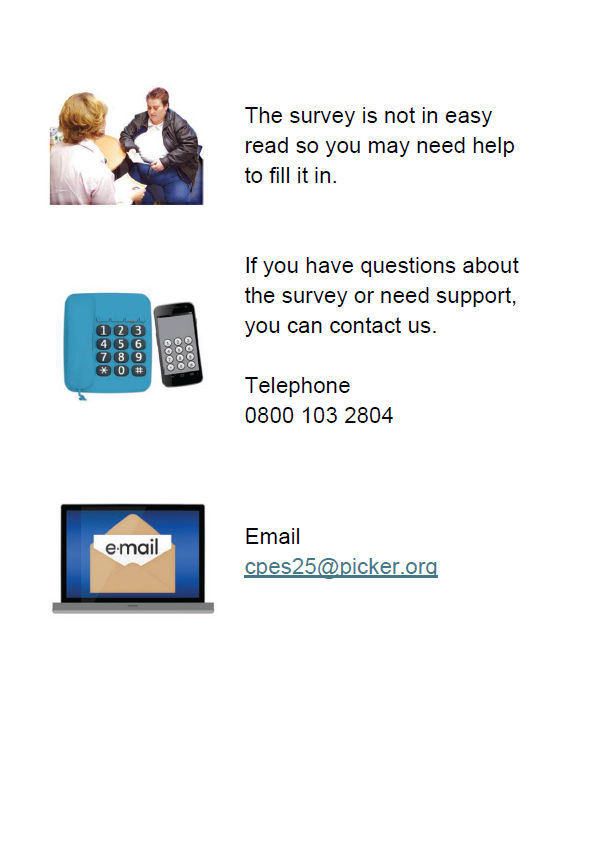 The survey is not in easy
read so you may need help
to fill it in.
If you have questions about
the survey or need support,
you can contact us.
1 2 3
4 5 6
7 8 9
* 0 #
Telephone
0800 103 2804
e-mail
Email
cpes25@picker.org